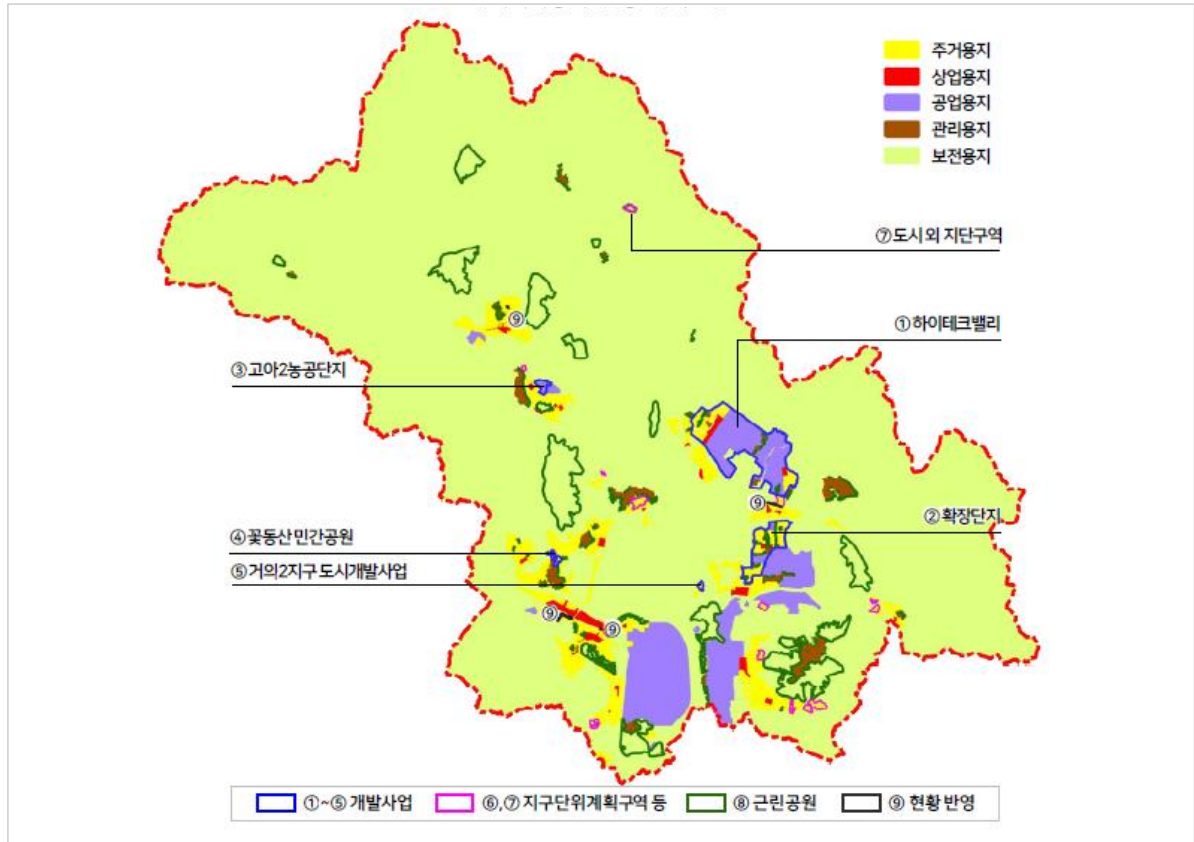 주거용지
상업용지
공업용지
관리용지
보전용지
⑦도시 외 지단구역
①하이테크밸리
⑨
③고아2농공단지
⑨
②확장단지
④꽃동산민간공원
⑤거의2지구 도시개발사업
⑨
⑨
①~⑤ 개발사업
⑥,⑦ 지구단위계획구역 등
⑧ 근린공원
⑨ 현황 반영